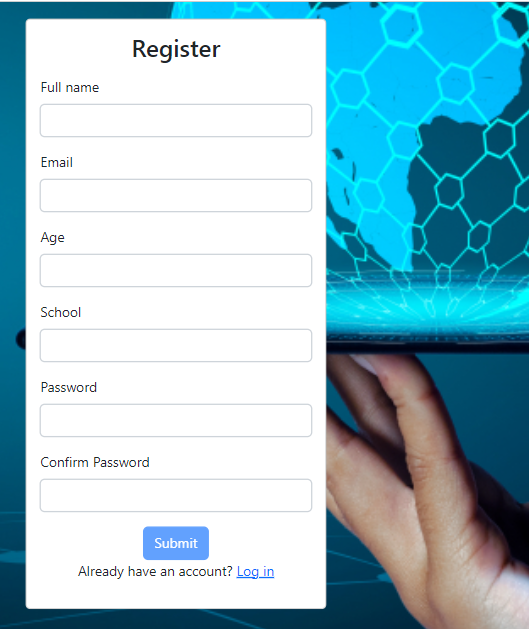 Register
Full name
Email
Age
School
Password
Confirm Password
Submit
Already have an account? Log in